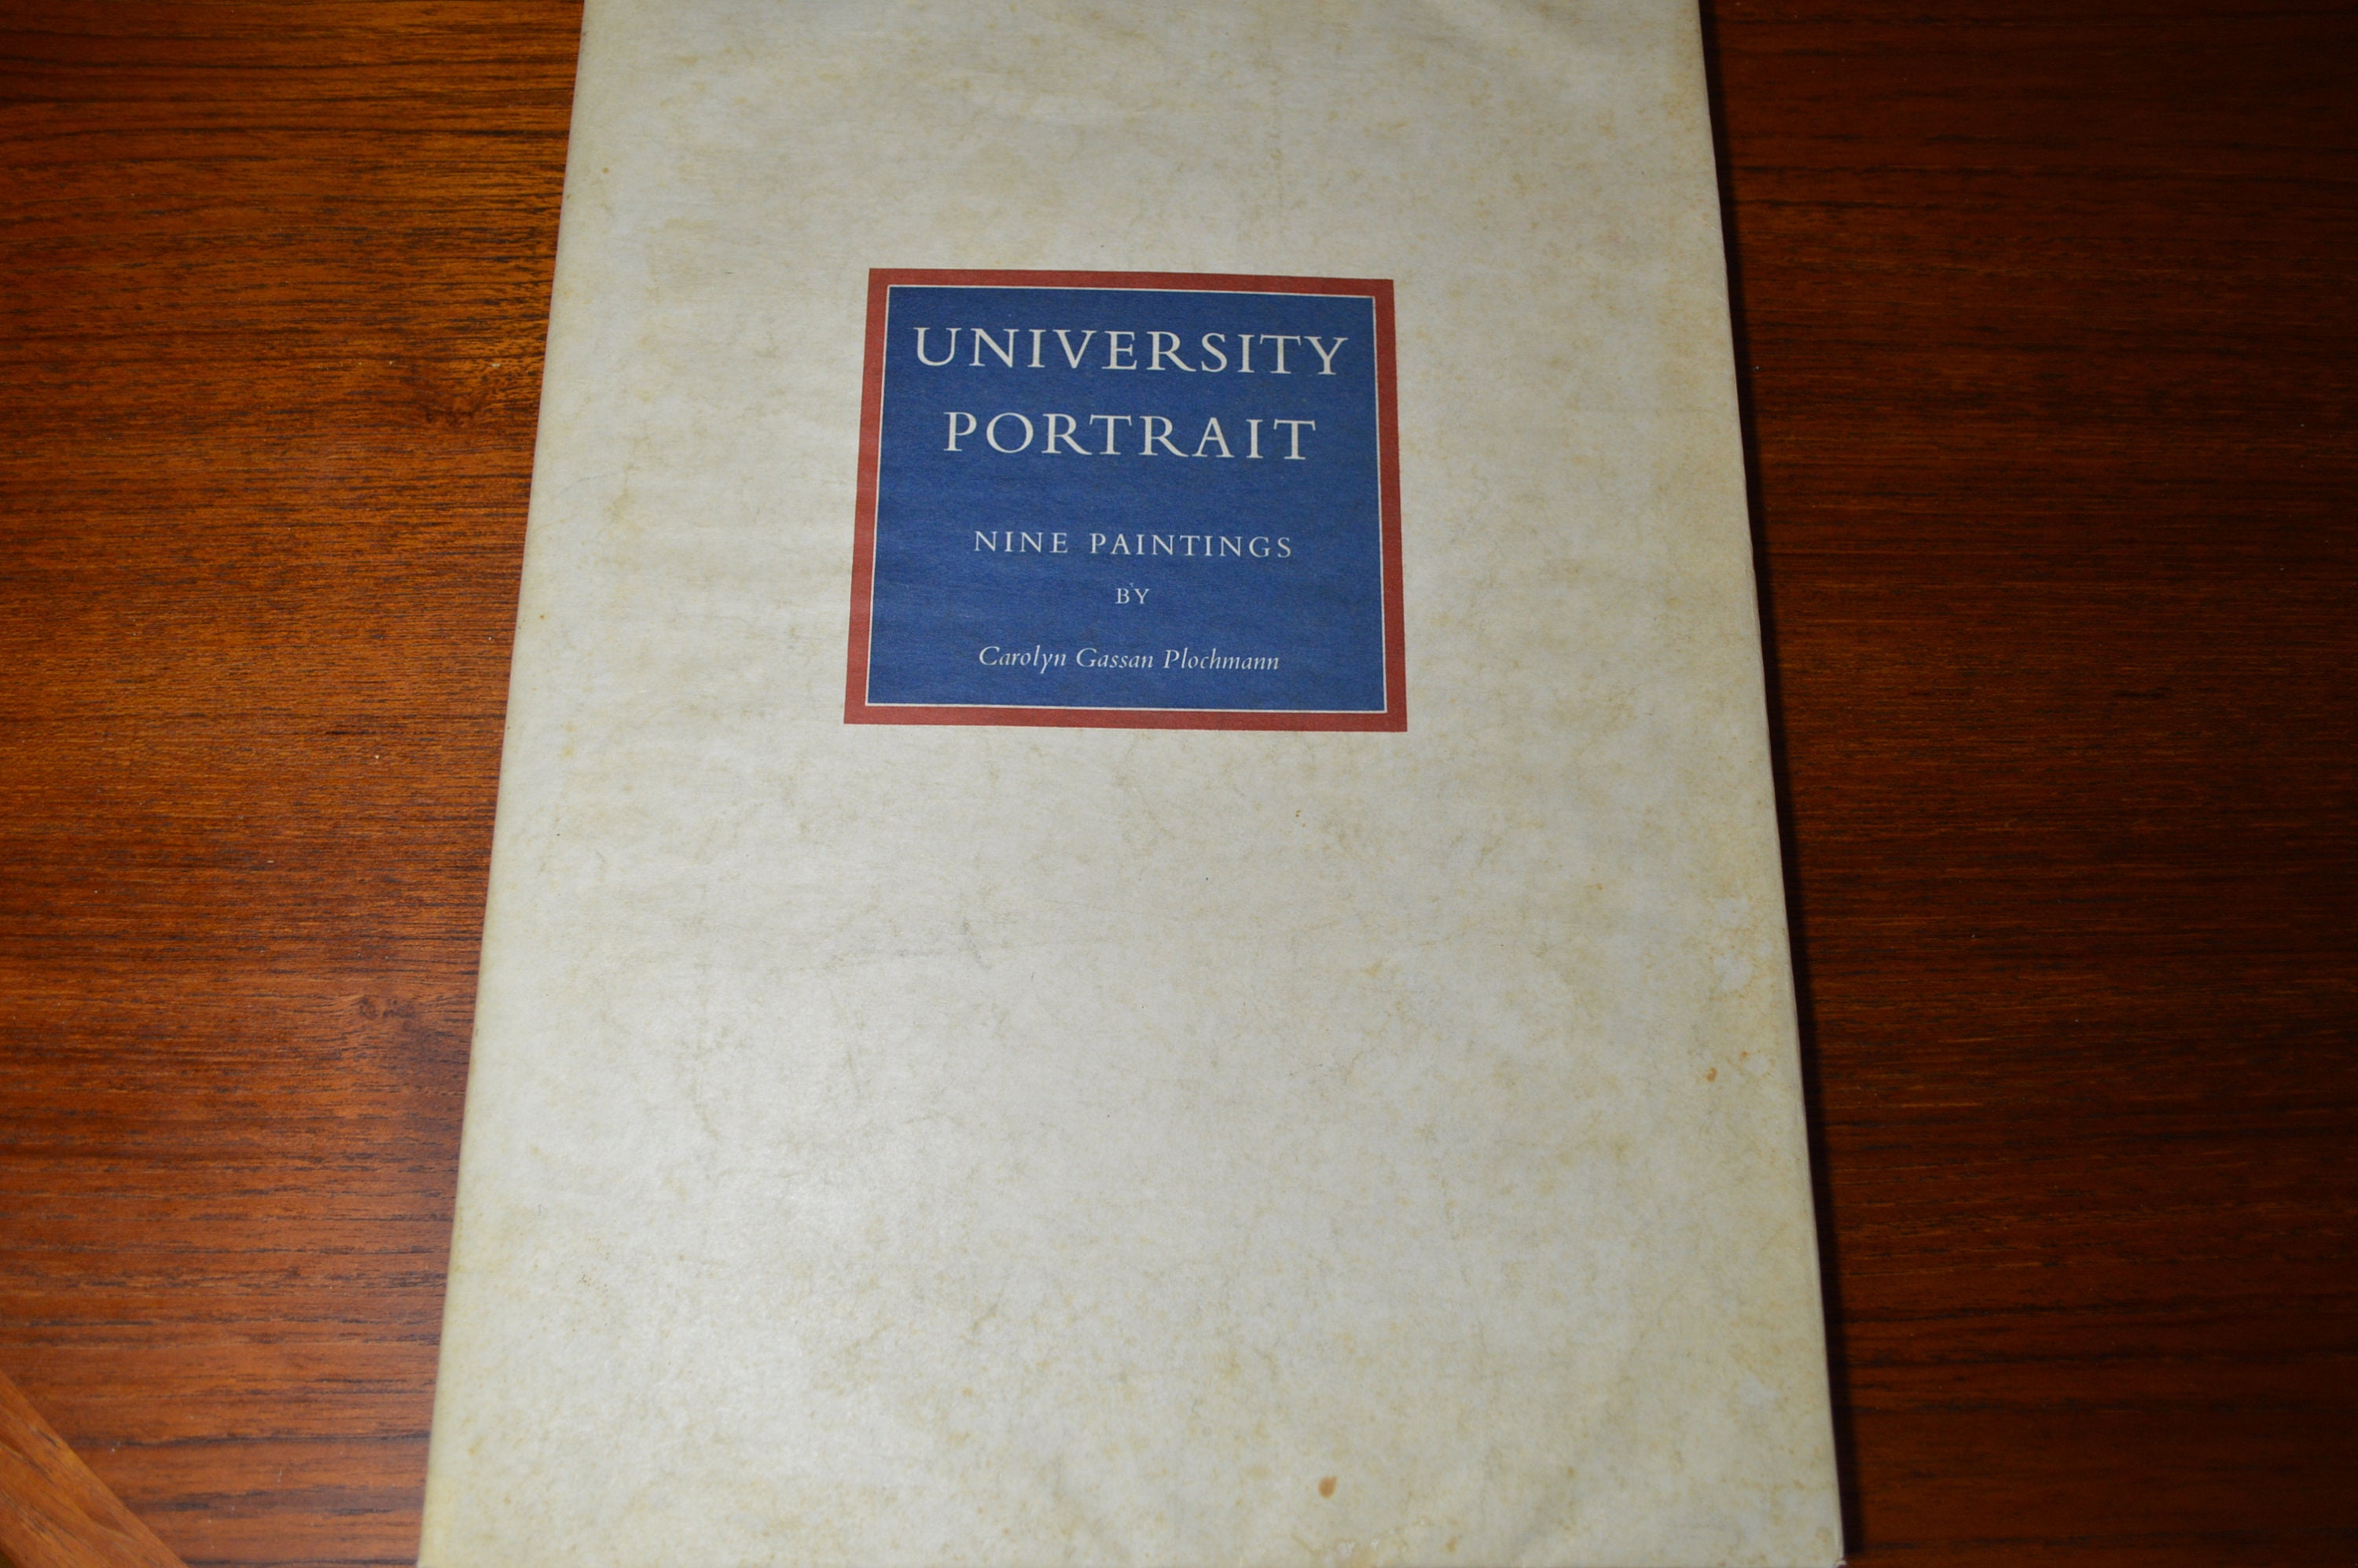 UNIVERSITY
PORTRAIT
NINE PAINTINGS
BY
Carolyn Gassan Plochmann